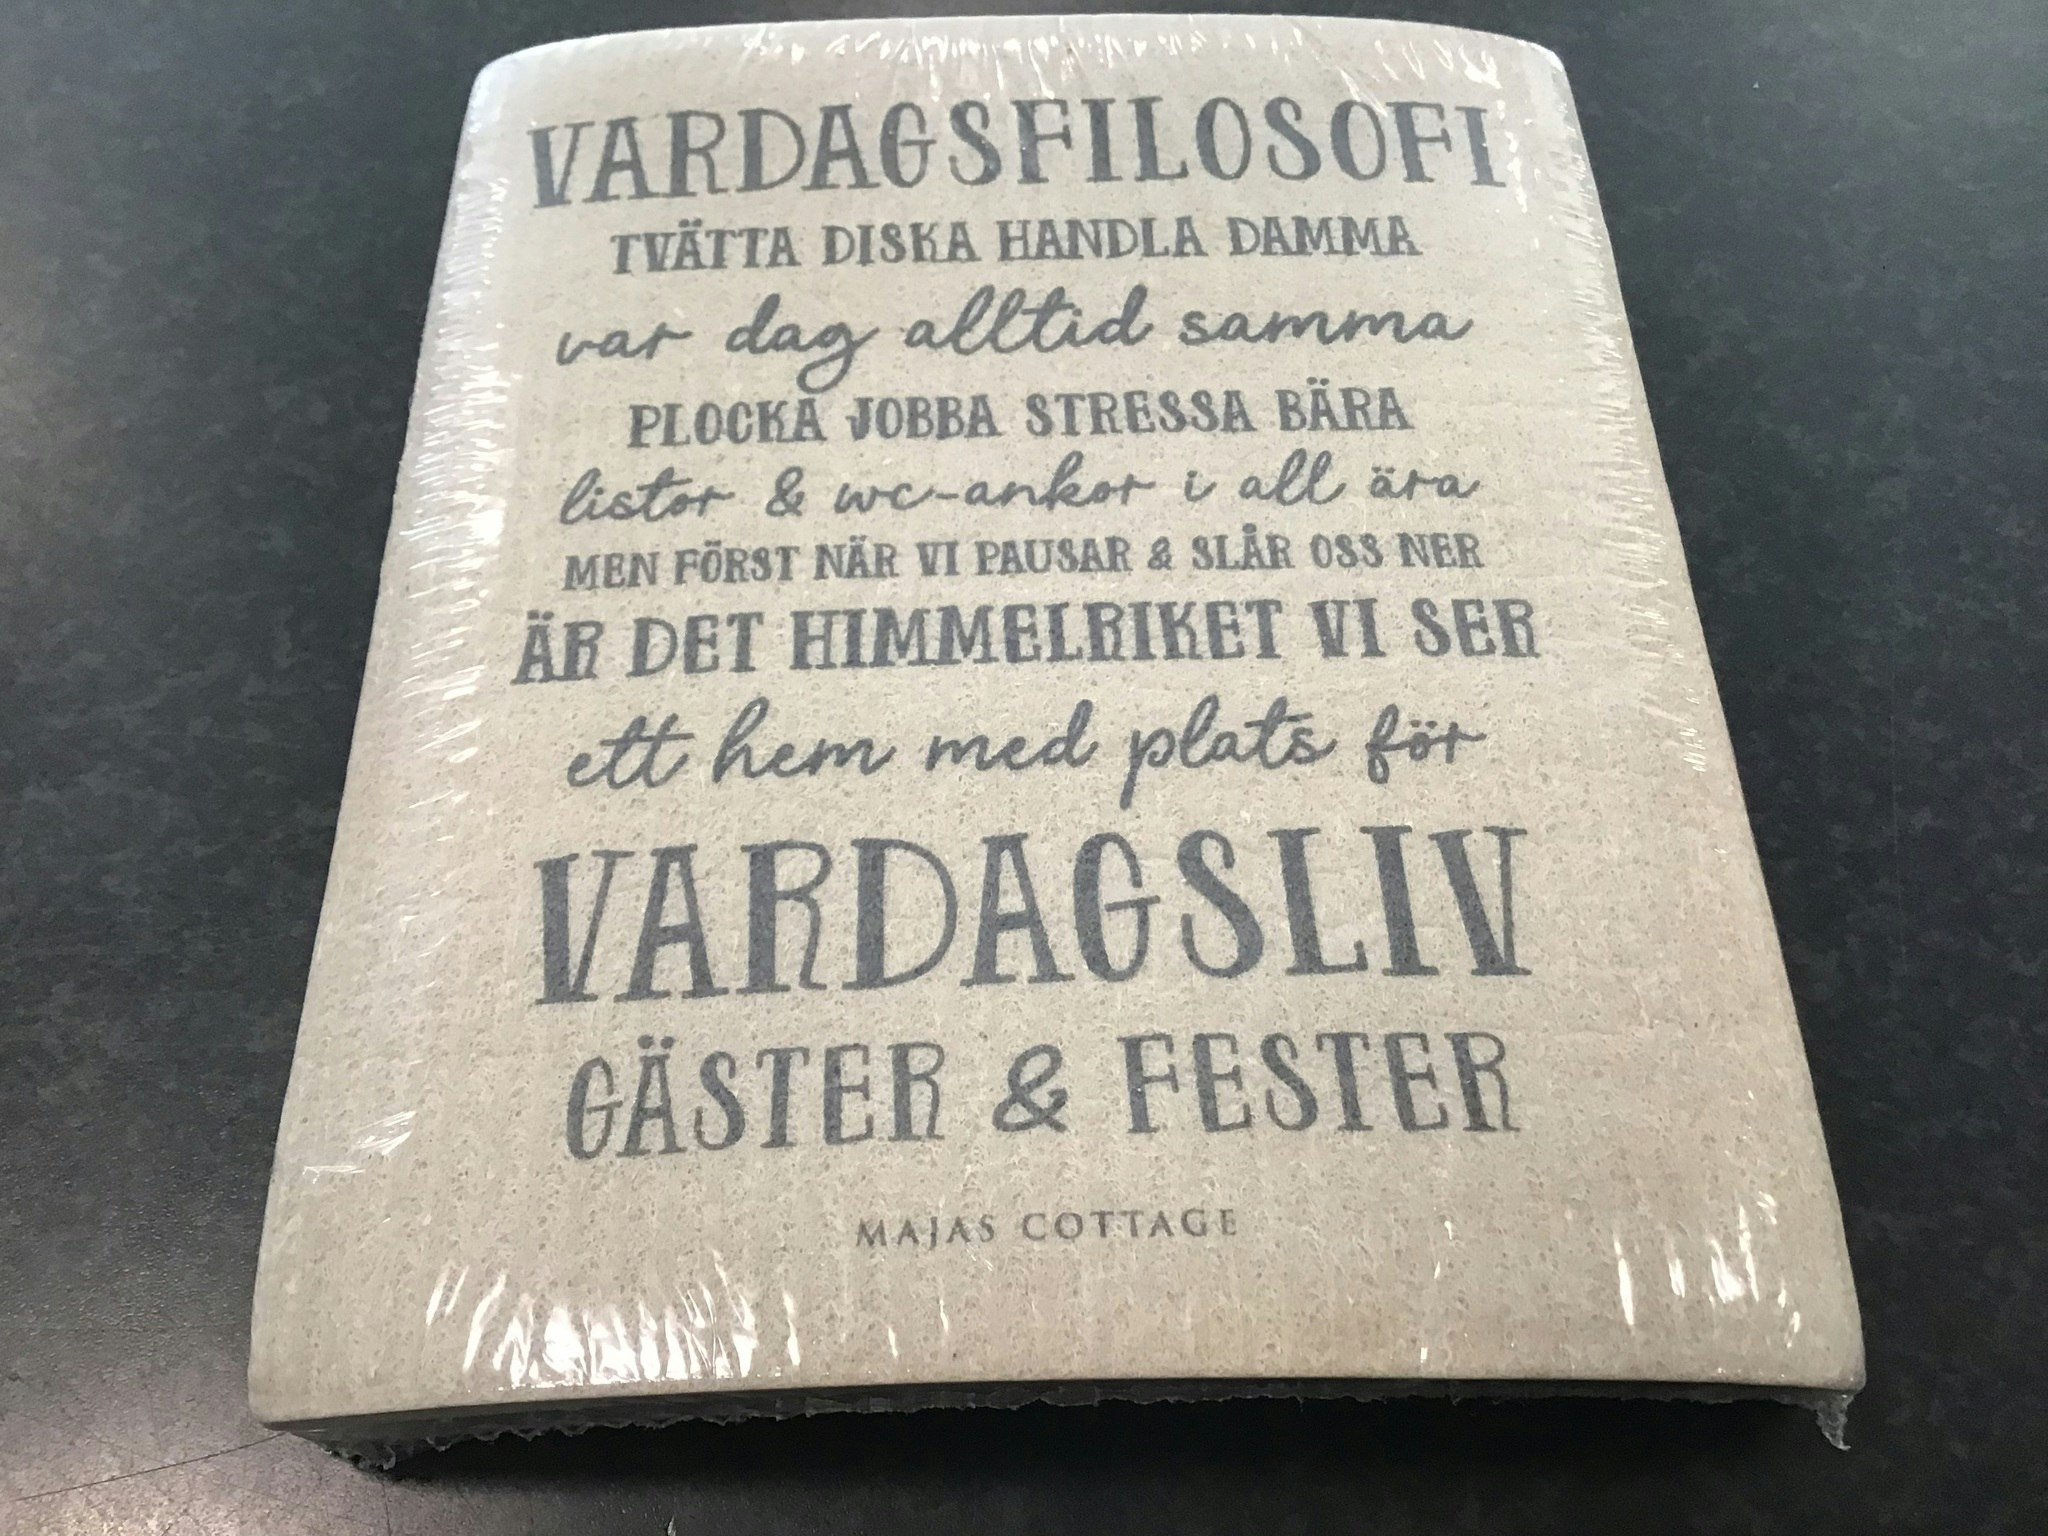 VARDAGSFILOSOFI
TVÄTTA DISKA HANDLA DAMMA
var dag alltid samma
PLOCKA JOBBA STRESSA BÄRA
listor & wc-ankor i all ära
MEN FÖRST NÄR VI PAUSAR & SLÅR OSS NER
ÄR DET HIMMELRIKET VI SER
ett hem med plats för
VARDAGSLIV
GÄSTER & FESTER
MAJAS COTTAGE